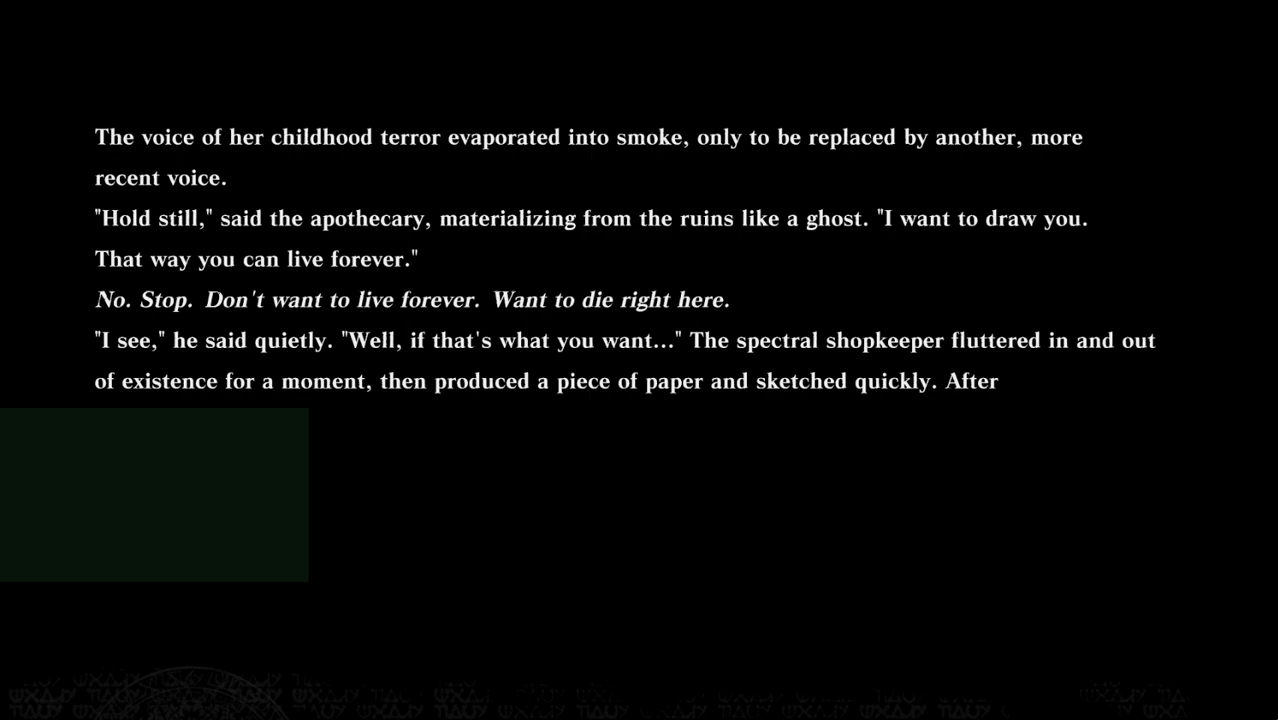 The voice of her childhood terror evaporated into smoke, only to be replaced by another, more
recent voice.
"Hold still," said the apothecary, materializing from the ruins like a ghost. "I want to draw you.
That way you can live forever."
No. Stop. Don't want to live forever. Want to die right here.
"I see," he said quietly. "Well, if that's what you want..." The spectral shopkeeper fluttered in and out
of existence for a moment, then produced a piece of paper and sketched quickly. After